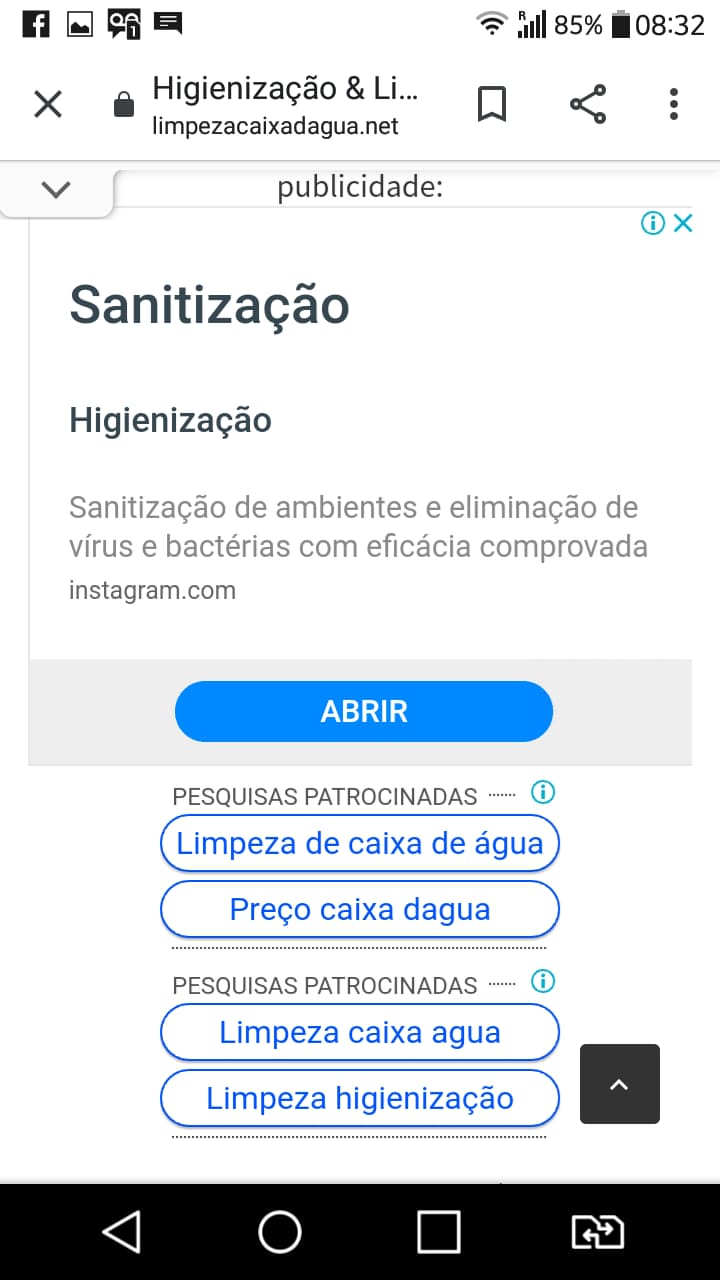 85% 08:32
Higienização & Li...
limpezacaixadagua.net
publicidade:
Sanitização
Higienização
Sanitização de ambientes e eliminação de
vírus e bactérias com eficácia comprovada
instagram.com
ABRIR
PESQUISAS PATROCINADAS
Limpeza de caixa de água
Preço caixa dagua
PESQUISAS PATROCINADAS
Limpeza caixa agua
Limpeza higienização